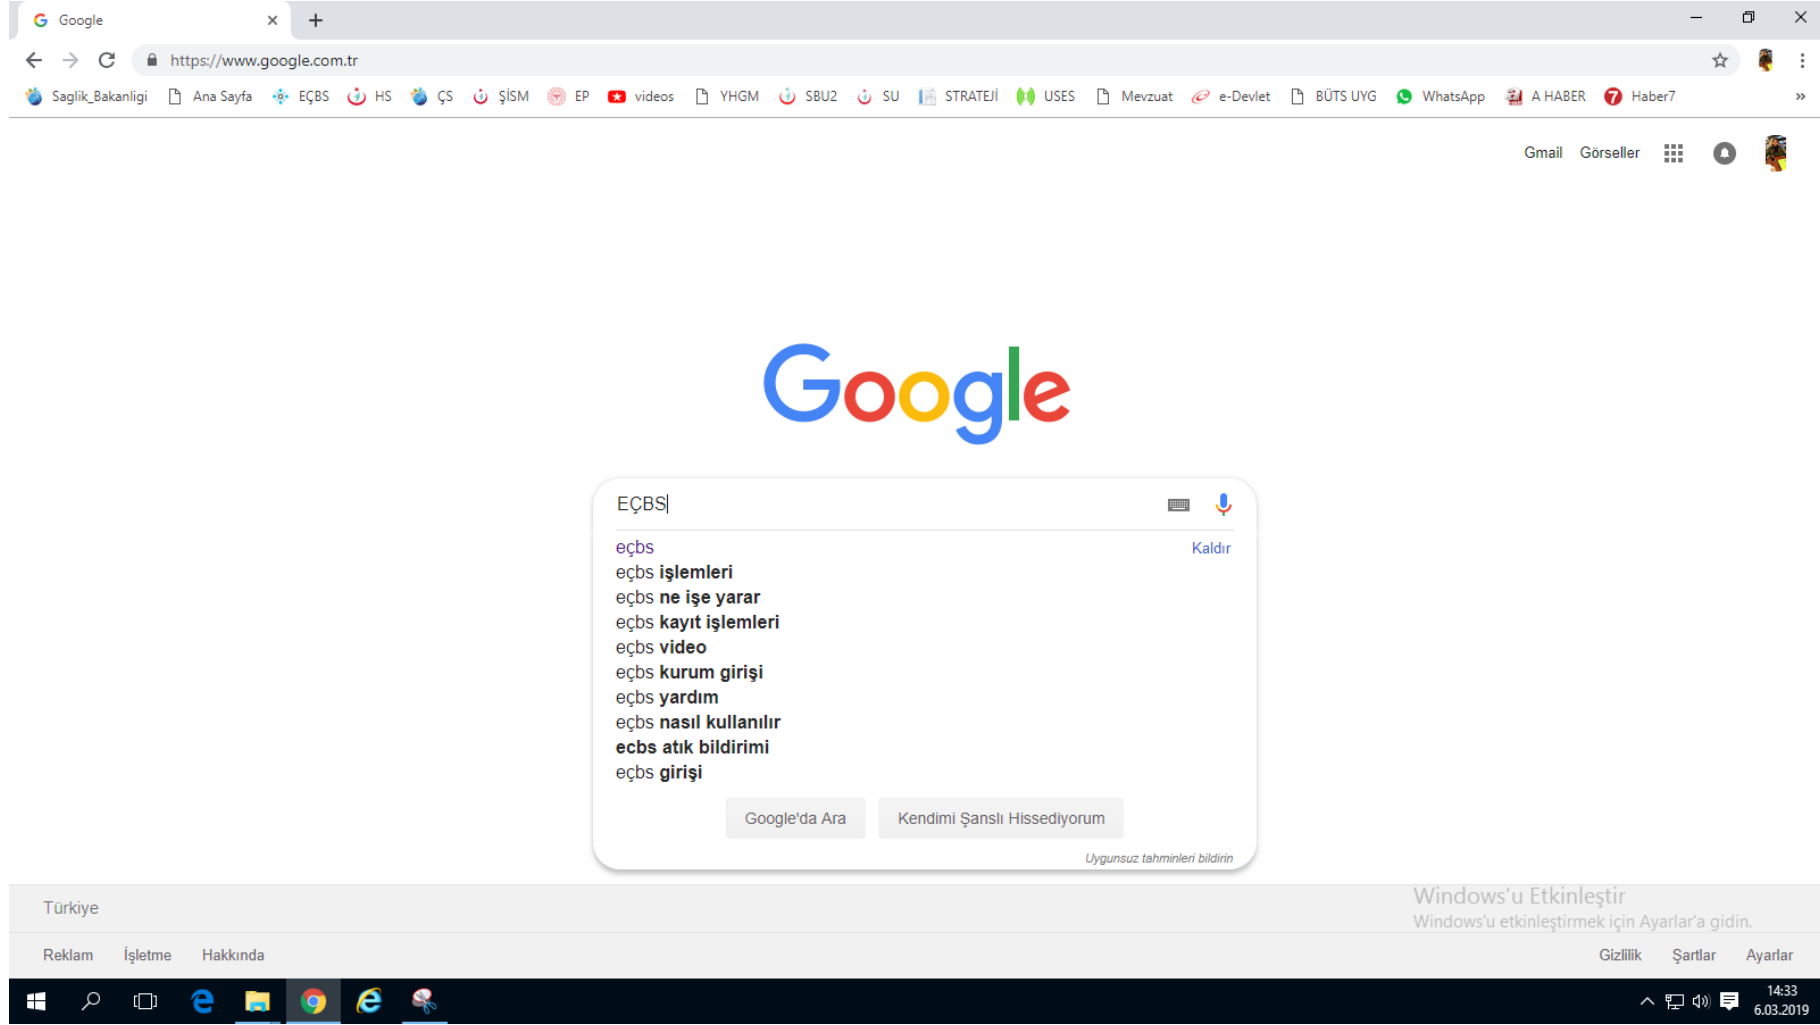 Google
https://www.google.com.tr
Saglik_Bakanligi Ana Sayfa EÇBS HS ÇS ŞİSM EP videos YHGM SBU2 SU STRATEJİ USES Mevzuat e-Devlet BÜTS UYG WhatsApp A HABER 7 Haber7 »
Gmail Görseller
Google
EÇBS
eçbs Kaldır
eçbs işlemleri
eçbs ne işe yarar
eçbs kayıt işlemleri
eçbs video
eçbs kurum girişi
eçbs yardım
eçbs nasıl kullanılır
ecbs atık bildirimi
eçbs girişi
Google'da Ara Kendimi Şanslı Hissediyorum
Uygunsuz tahminleri bildirin
Windows'u Etkinleştir
Türkiye
Windows'u etkinleştirmek için Ayarlar'a gidin.
Reklam İşletme Hakkında Gizlilik Şartlar Ayarlar
14:33
6.03.2019